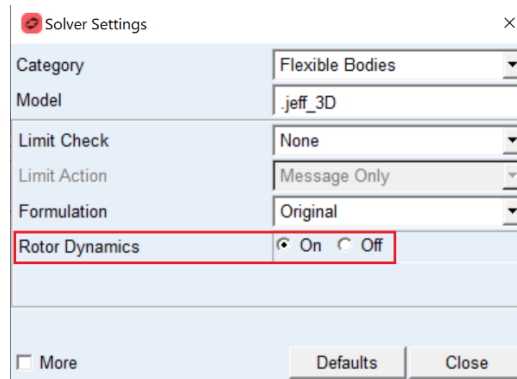 Solver Settings
Category Flexible Bodies
Model .jeff_3D
Limit Check None
Limit Action Message Only
Formulation Original
Rotor Dynamics On Off
More Defaults Close